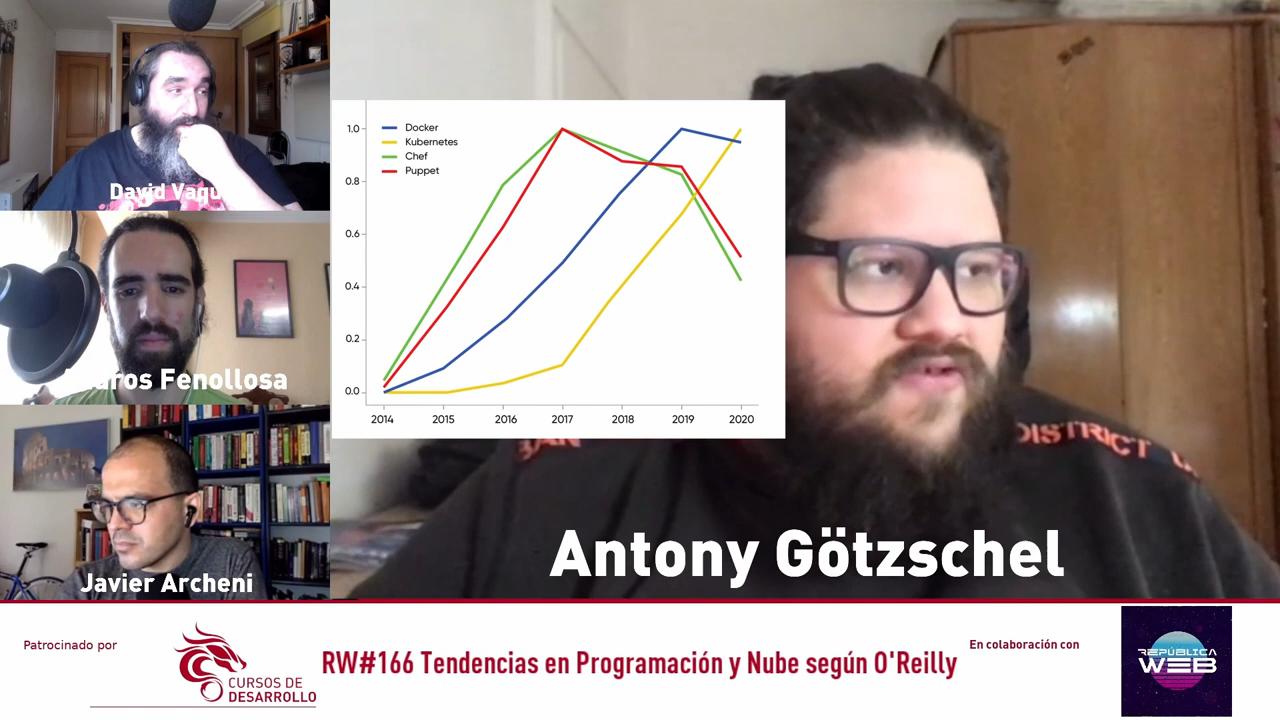 David Vaqu
Docker
Kubernetes
Chef
Puppet
1.0
0.8
0.6
0.4
0.2
0.0
2014 2015 2016 2017 2018 2019 2020
Fenollosa
Javier Archeni
DISTRICT
Antony Götzschel
Patrocinado por
CURSOS DE
DESARROLLO
RW#166 Tendencias en Programación y Nube según O'Reilly
En colaboración con
REPÚBLICA
WEB